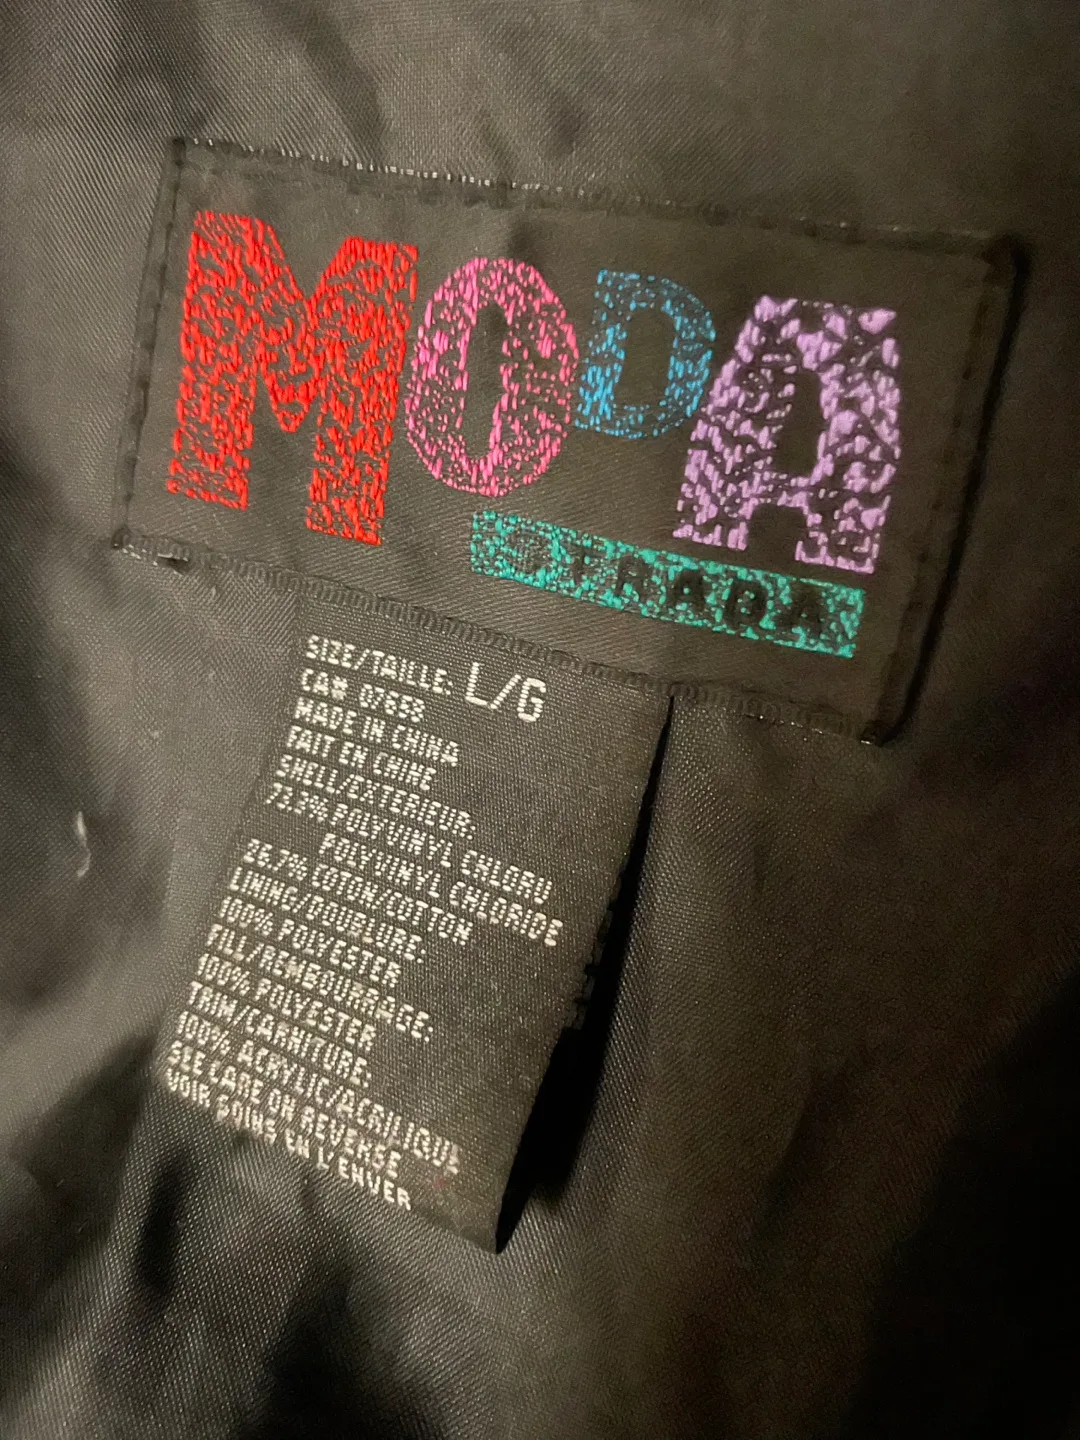 MODA
STRADA
SIZE/TAILLE: L/G
CA# 07653
MADE IN CHINA
FAIT EN CHINE
SHELL/EXTERIEUR:
73.3% POLYVINYL CHLORU
POLYVINYL CHLORIDE
26.7% COTON/COTTON
LINING/DOUBLURE:
100% POLYESTER
FILL/REMBOURRAGE:
100% POLYESTER
TRIM/GARNITURE:
100% ACRYLIC/ACRILIQUE
SEE CARE ON REVERSE
VOIR SOINS A L'ENVER